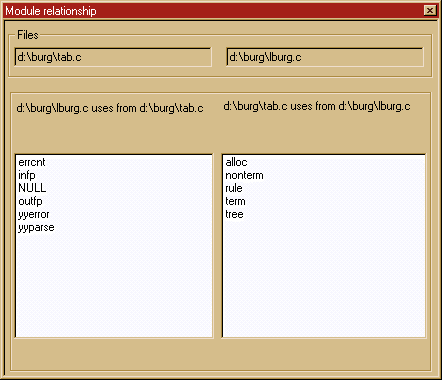 Module relationship
Files
d:\burg\tab.c
d:\burg\lburg.c
d:\burg\lburg.c uses from d:\burg\tab.c
d:\burg\tab.c uses from d:\burg\lburg.c
errcnt
infp
NULL
outfp
yyerror
yyparse
alloc
nonterm
rule
term
tree